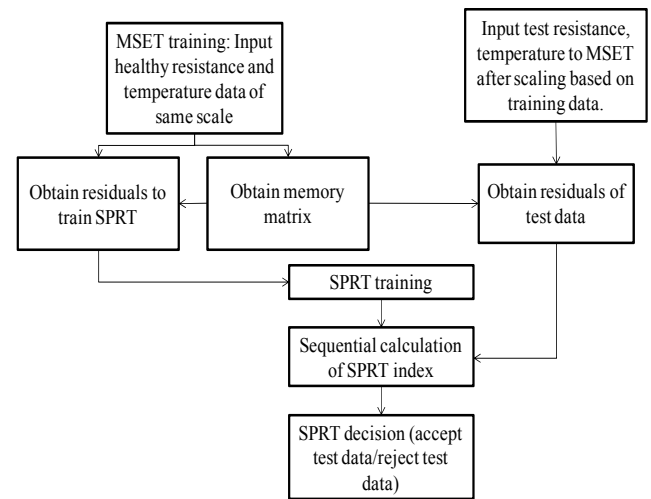 MSET training: Input
healthy resistance and
temperature data of
same scale
Input test resistance,
temperature to MSET
after scaling based on
training data.
Obtain residuals to
train SPRT
Obtain memory
matrix
Obtain residuals of
test data
SPRT training
Sequential calculation
of SPRT index
SPRT decision (accept
test data/reject test
data)